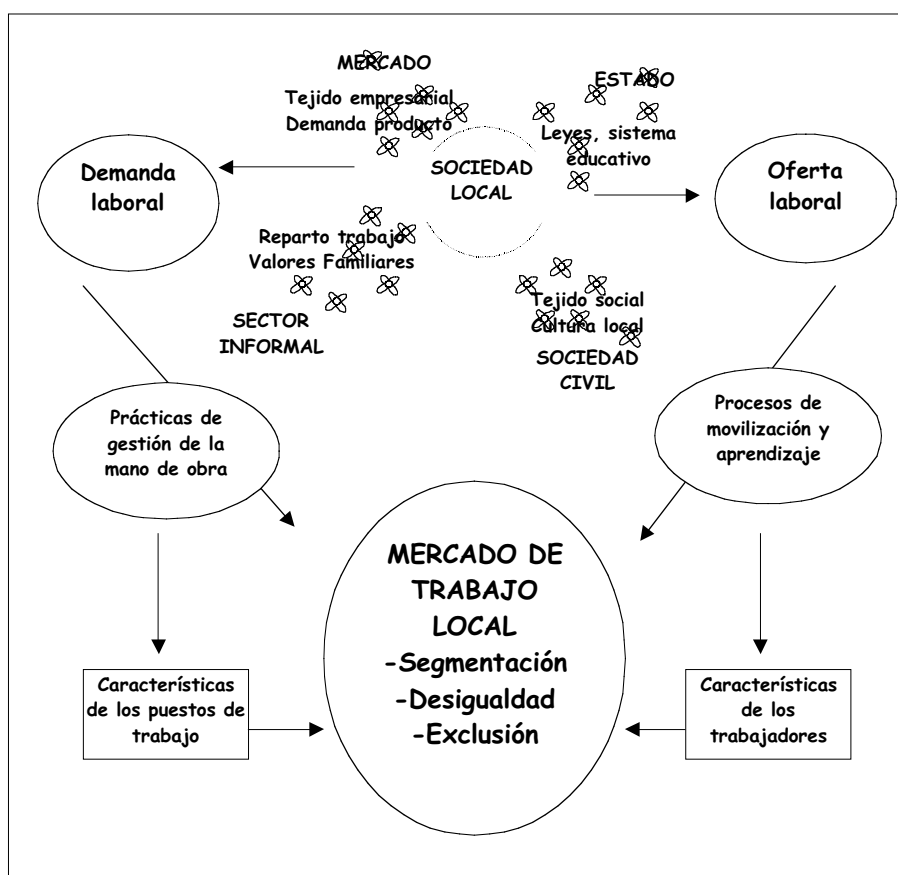 MERCADO
Tejido empresarial
Demanda producto
ESTADO
Leyes, sistema
educativo
Demanda
laboral
SOCIEDAD
LOCAL
Oferta
laboral
Reparto trabajo
Valores Familiares
SECTOR
INFORMAL
Tejido social
Cultura local
SOCIEDAD
CIVIL
Prácticas de
gestión de la
mano de obra
Procesos de
movilización y
aprendizaje
MERCADO DE
TRABAJO
LOCAL
-Segmentación
-Desigualdad
-Exclusión
Características
de los puestos de
trabajo
Características
de los
trabajadores